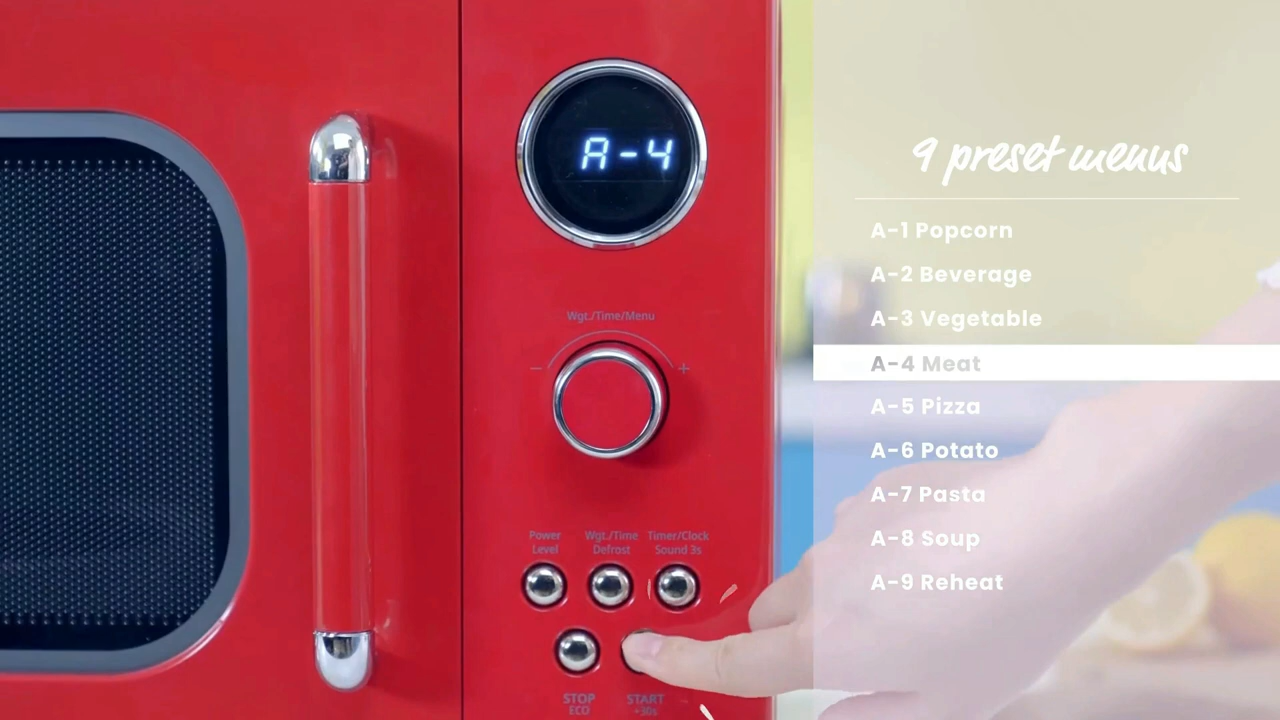 A-4
Wgt./Time/Menu
− +
Power Level
Wgt./Time Defrost
Timer/Clock Sound 3s
STOP ECO
START +30s
9 preset menus
A-1 Popcorn
A-2 Beverage
A-3 Vegetable
A-4 Meat
A-5 Pizza
A-6 Potato
A-7 Pasta
A-8 Soup
A-9 Reheat